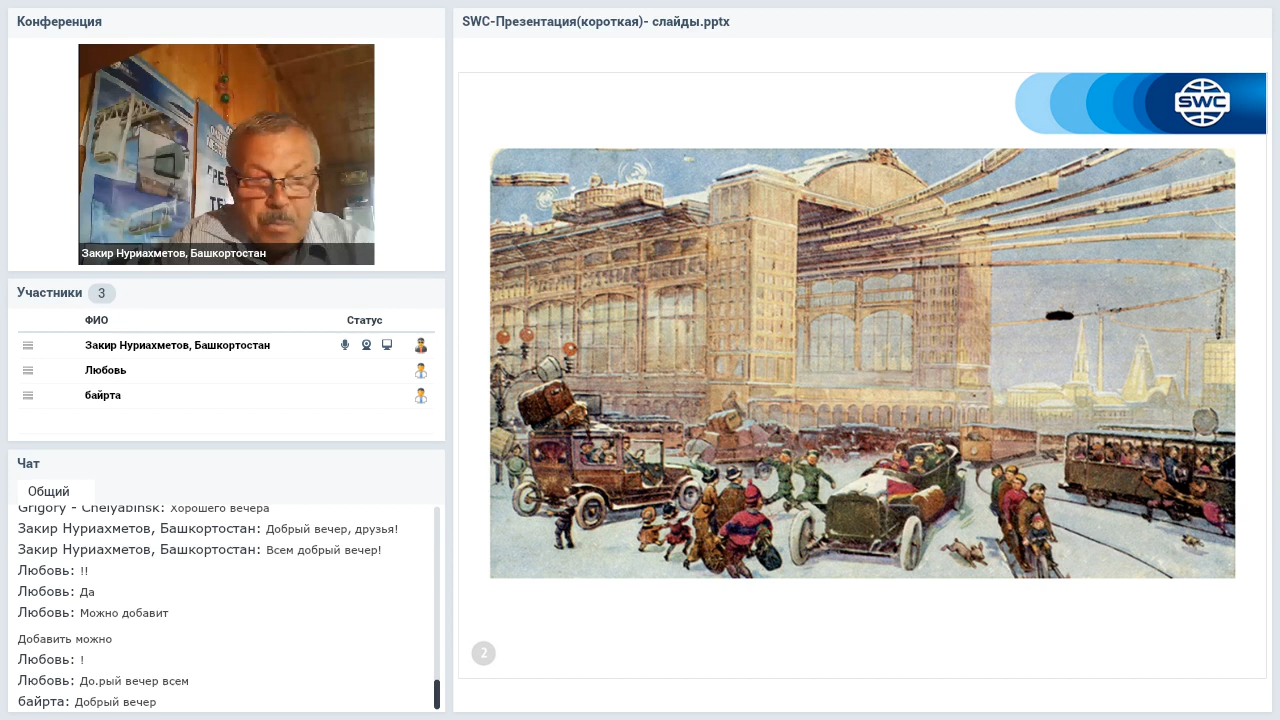 Конференция
Закир Нуриахметов, Башкортостан
Участники 3
ФИО Статус
Закир Нуриахметов, Башкортостан
Любовь
байрта
Чат
Общий
Grigory - Chelyabinsk: Хорошего вечера
Закир Нуриахметов, Башкортостан: Добрый вечер, друзья!
Закир Нуриахметов, Башкортостан: Всем добрый вечер!
Любовь: !!
Любовь: Да
Любовь: Можно добавит
Добавить можно
Любовь: !
Любовь: До.рый вечер всем
байрта: Добрый вечер
SWC-Презентация(короткая)- слайды.pptx
SWC
2